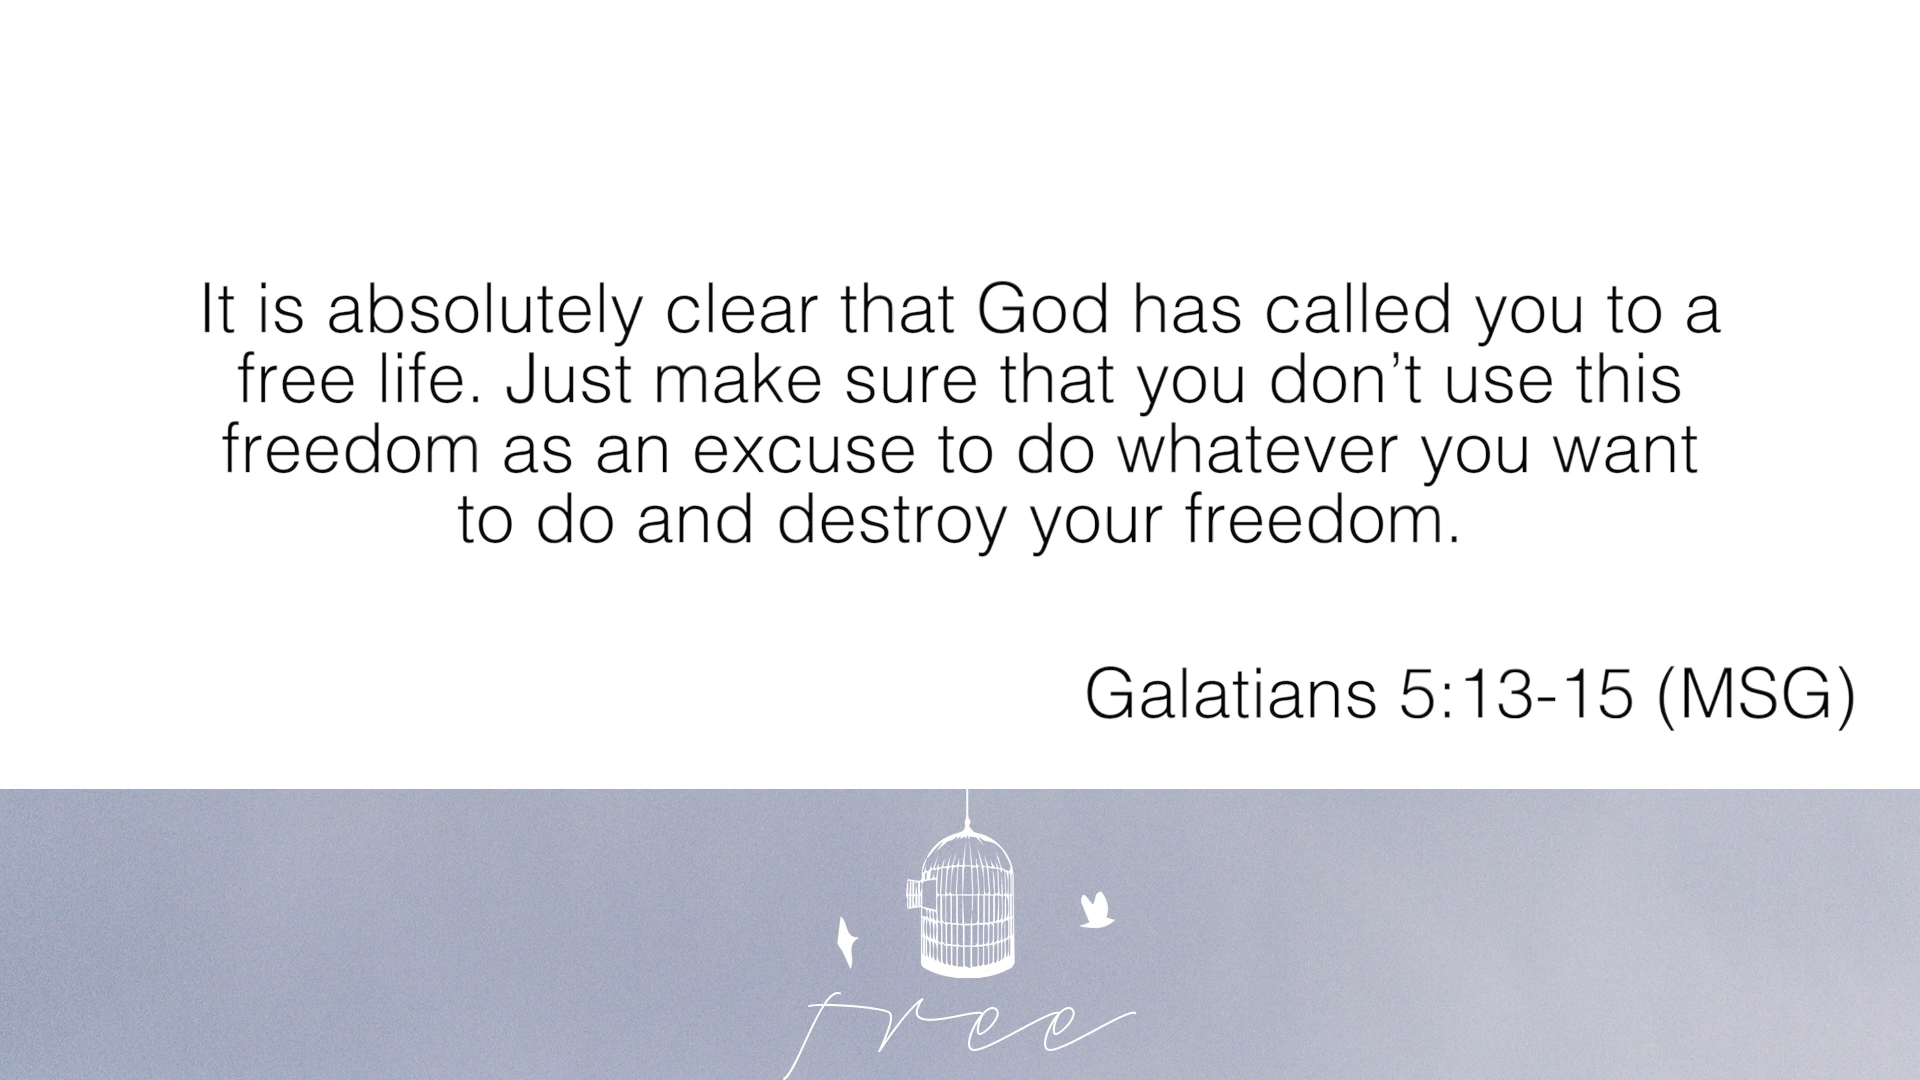 It is absolutely clear that God has called you to a
free life. Just make sure that you don’t use this
freedom as an excuse to do whatever you want
to do and destroy your freedom.
Galatians 5:13-15 (MSG)
free